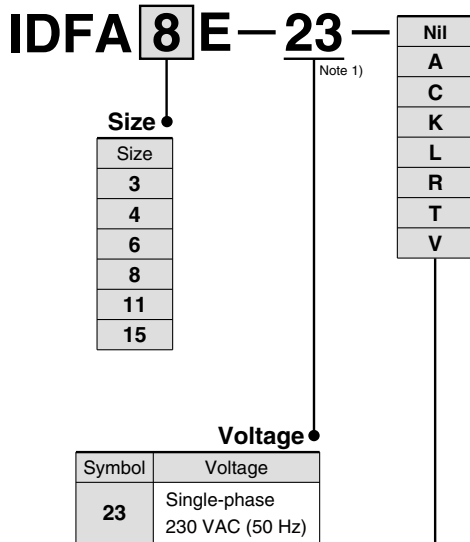 IDFA 8 E — 23 —
Note 1)
Nil
A
C
K
L
R
T
V
Size
Size
3
4
6
8
11
15
Voltage
Symbol Voltage
23 Single-phase
230 VAC (50 Hz)